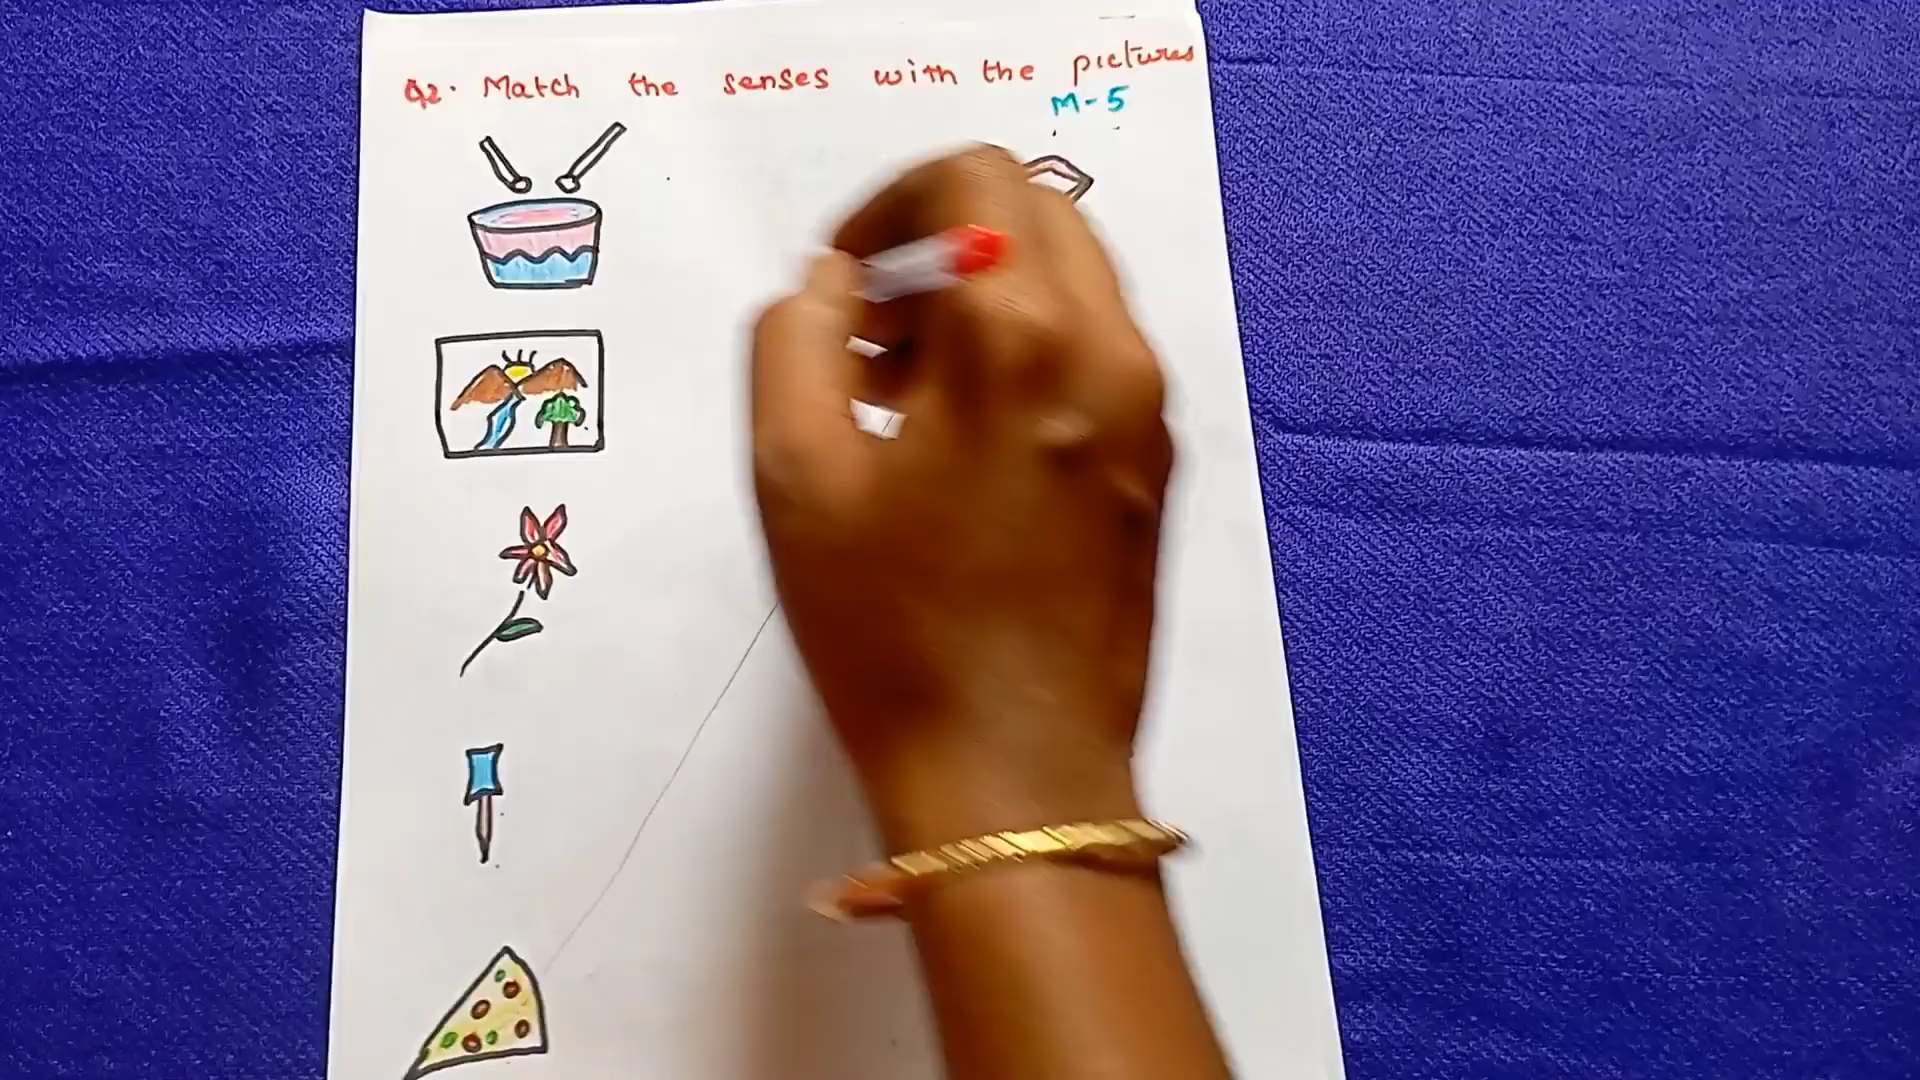 Q2. Match the senses with the pictures
M-5